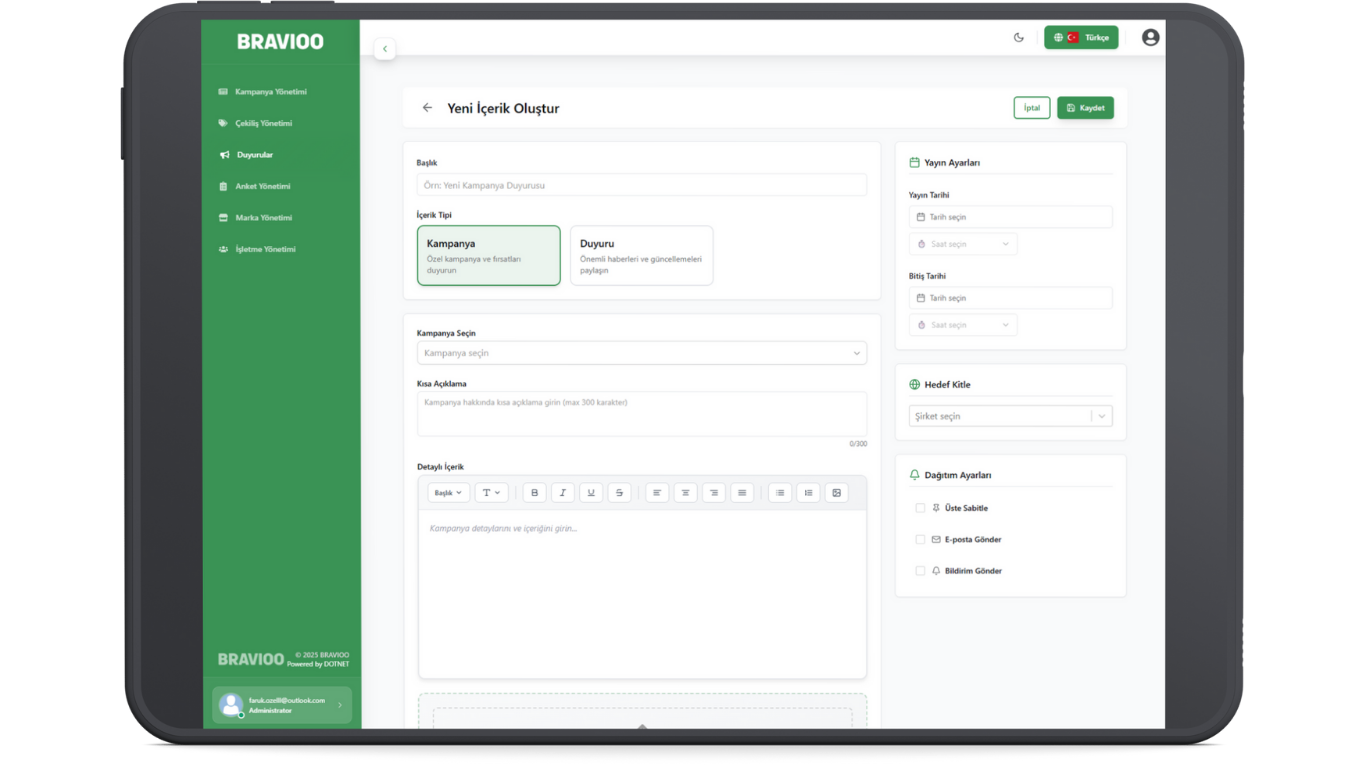 BRAVIOO
Türkçe
Kampanya Yönetimi
Çekiliş Yönetimi
Duyurular
Anket Yönetimi
Marka Yönetimi
İşletme Yönetimi
BRAVIOO
© 2025 BRAVIOO
Powered by DOTNET
Administrator
Yeni İçerik Oluştur
İptal
Kaydet
Başlık
Örn: Yeni Kampanya Duyurusu
İçerik Tipi
Kampanya
Özel kampanya ve fırsatları
duyurun
Duyuru
Önemli haberleri ve güncellemeleri
paylaşın
Kampanya Seçin
Kampanya seçin
Kısa Açıklama
Kampanya hakkında kısa açıklama girin (max 300 karakter)
0/300
Detaylı İçerik
Başlık
T
B
I
U
S
Kampanya detaylarını ve içeriğini girin...
Yayın Ayarları
Yayın Tarihi
Tarih seçin
Saat seçin
Bitiş Tarihi
Tarih seçin
Saat seçin
Hedef Kitle
Şirket seçin
Dağıtım Ayarları
Üste Sabitle
E-posta Gönder
Bildirim Gönder